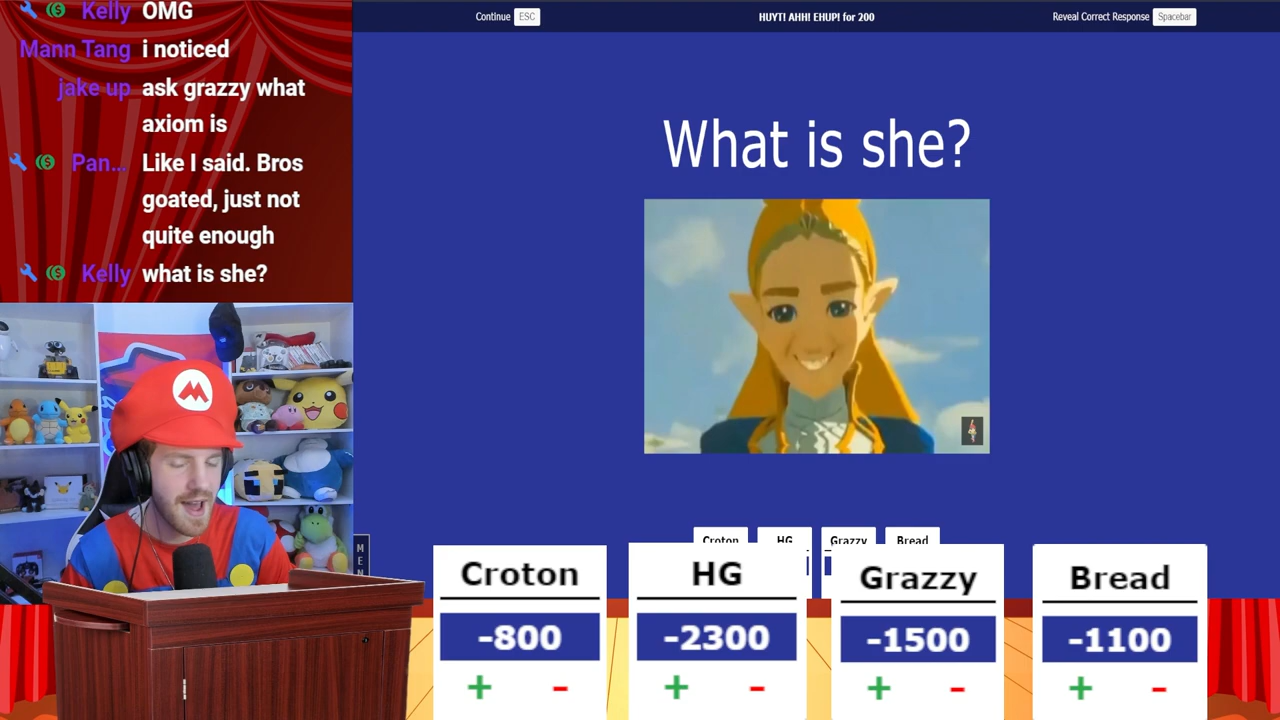 Kelly OMG
Mann Tang i noticed
jake up ask grazzy what
axiom is
Pan... Like I said. Bros
goated, just not
quite enough
Kelly what is she?
Continue ESC
HUYT! AHH! EHUP! for 200
Reveal Correct Response Spacebar
What is she?
M
E
N
Croton HG Grazzy Bread
Croton
-800
+ -
HG
-2300
+ -
Grazzy
-1500
+ -
Bread
-1100
+ -